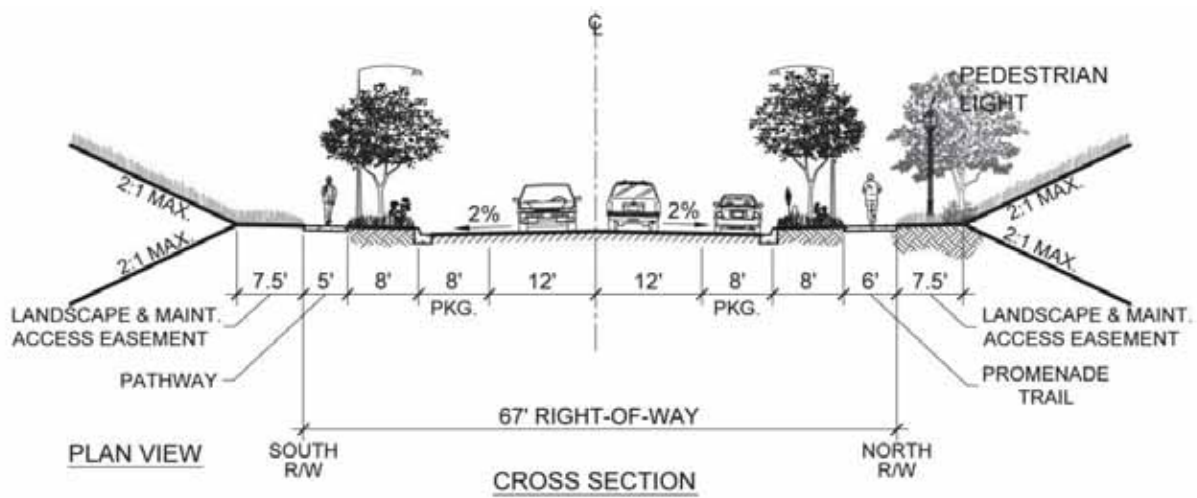 ℄
PEDESTRIAN
LIGHT
2:1 MAX.
2:1 MAX.
2%
2%
2:1 MAX.
2:1 MAX.
7.5' 5' 8' 8' 12' 12' 8' 8' 6' 7.5'
PKG. PKG.
LANDSCAPE & MAINT.
ACCESS EASEMENT
LANDSCAPE & MAINT.
ACCESS EASEMENT
PATHWAY
PROMENADE
TRAIL
67' RIGHT-OF-WAY
PLAN VIEW
SOUTH
R/W
NORTH
R/W
CROSS SECTION